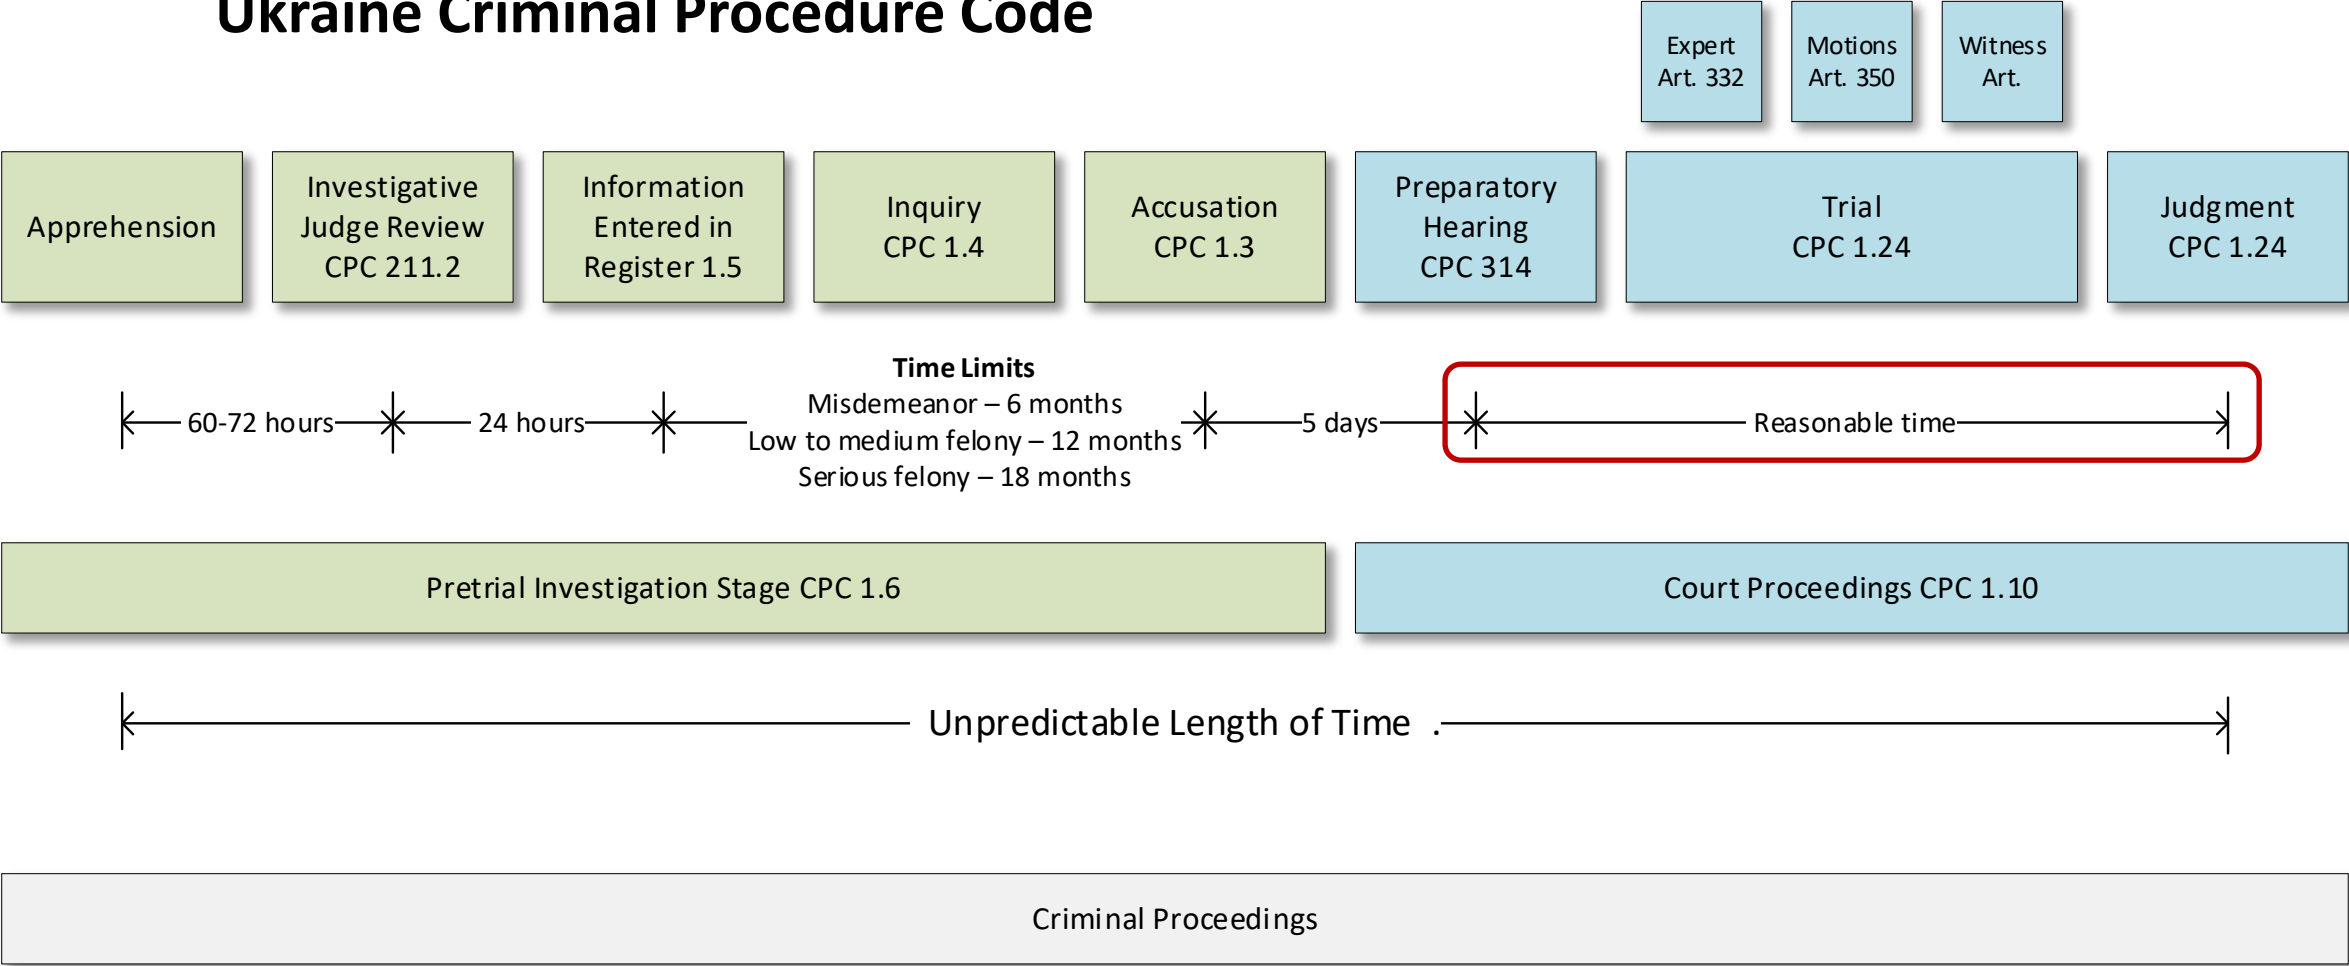 Ukraine Criminal Procedure Code
Expert
Art. 332
Motions
Art. 350
Witness
Art.
Apprehension
Investigative
Judge Review
CPC 211.2
Information
Entered in
Register 1.5
Inquiry
CPC 1.4
Accusation
CPC 1.3
Preparatory
Hearing
CPC 314
Trial
CPC 1.24
Judgment
CPC 1.24
60-72 hours
24 hours
Time Limits
Misdemeanor – 6 months
Low to medium felony – 12 months
Serious felony – 18 months
5 days
Reasonable time
Pretrial Investigation Stage CPC 1.6
Court Proceedings CPC 1.10
Unpredictable Length of Time .
Criminal Proceedings